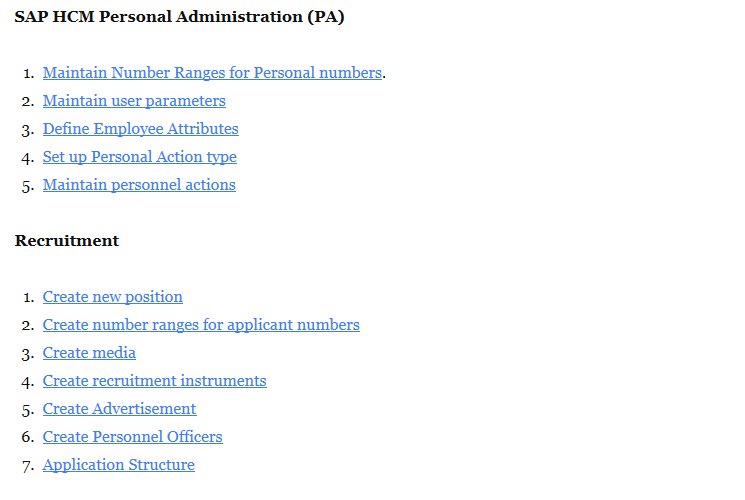 SAP HCM Personal Administration (PA)
1. Maintain Number Ranges for Personal numbers.
2. Maintain user parameters
3. Define Employee Attributes
4. Set up Personal Action type
5. Maintain personnel actions
Recruitment
1. Create new position
2. Create number ranges for applicant numbers
3. Create media
4. Create recruitment instruments
5. Create Advertisement
6. Create Personnel Officers
7. Application Structure